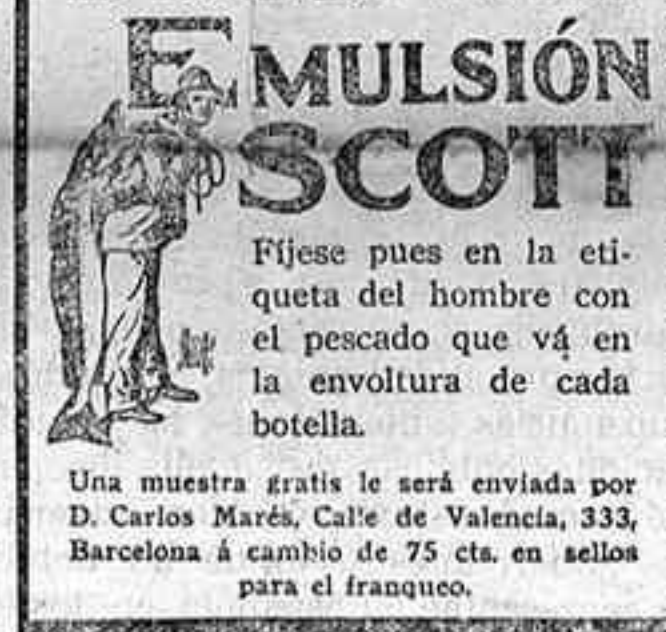 EMULSIÓN
SCOTT
Fíjese pues en la eti-
queta del hombre con
el pescado que vá en
la envoltura de cada
botella.
Una muestra gratis le será enviada por
D. Carlos Marés, Calle de Valencia, 333,
Barcelona á cambio de 75 cts. en sellos
para el franqueo.